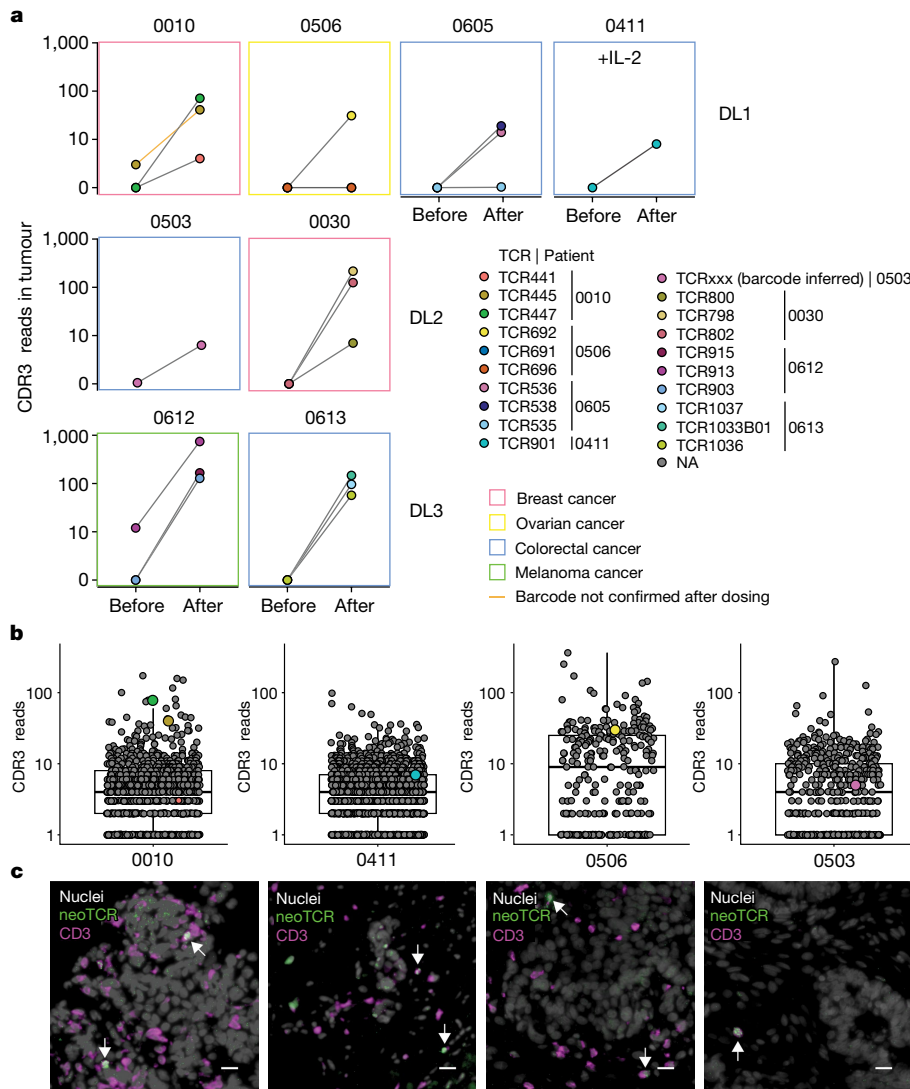 a
0010 0506 0605 0411
+IL-2
1,000
100
10
0
DL1
Before After Before After
0503 0030
1,000
100
10
0
DL2
CDR3 reads in tumour
0612 0613
1,000
100
10
0
DL3
Before After Before After
TCR | Patient
TCR441
TCR445
TCR447
0010
TCR692
TCR691
TCR696
0506
TCR536
TCR538
TCR535
0605
TCR901 0411
TCRxxx (barcode inferred) | 0503
TCR800
TCR798
TCR802
0030
TCR915
TCR913
TCR903
0612
TCR1037
TCR1033B01
TCR1036
0613
NA
Breast cancer
Ovarian cancer
Colorectal cancer
Melanoma cancer
Barcode not confirmed after dosing
b
CDR3 reads
100
10
1
0010
CDR3 reads
100
10
1
0411
CDR3 reads
100
10
1
0506
CDR3 reads
100
10
1
0503
c
Nuclei
neoTCR
CD3
Nuclei
neoTCR
CD3
Nuclei
neoTCR
CD3
Nuclei
neoTCR
CD3